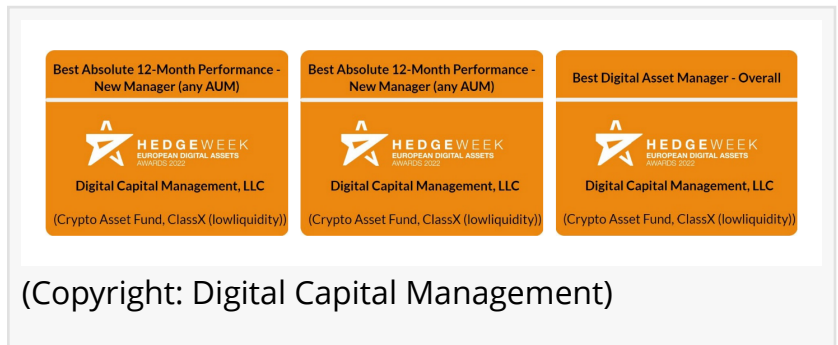 Best Absolute 12-Month Performance -
New Manager (any AUM)
HEDGEWEEK
EUROPEAN DIGITAL ASSETS
AWARDS 2022
Digital Capital Management, LLC
(Crypto Asset Fund, ClassX (lowliquidity))
Best Absolute 12-Month Performance -
New Manager (any AUM)
HEDGEWEEK
EUROPEAN DIGITAL ASSETS
AWARDS 2022
Digital Capital Management, LLC
(Crypto Asset Fund, ClassX (lowliquidity))
Best Digital Asset Manager - Overall
HEDGEWEEK
EUROPEAN DIGITAL ASSETS
AWARDS 2022
Digital Capital Management, LLC
(Crypto Asset Fund, ClassX (lowliquidity))
(Copyright: Digital Capital Management)